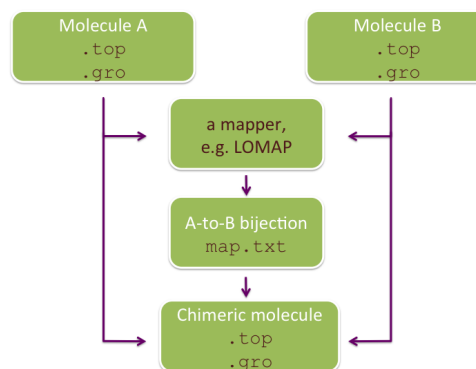 Molecule A
.top
.gro
Molecule B
.top
.gro
a mapper,
e.g. LOMAP
A-to-B bijection
map.txt
Chimeric molecule
.top
.gro